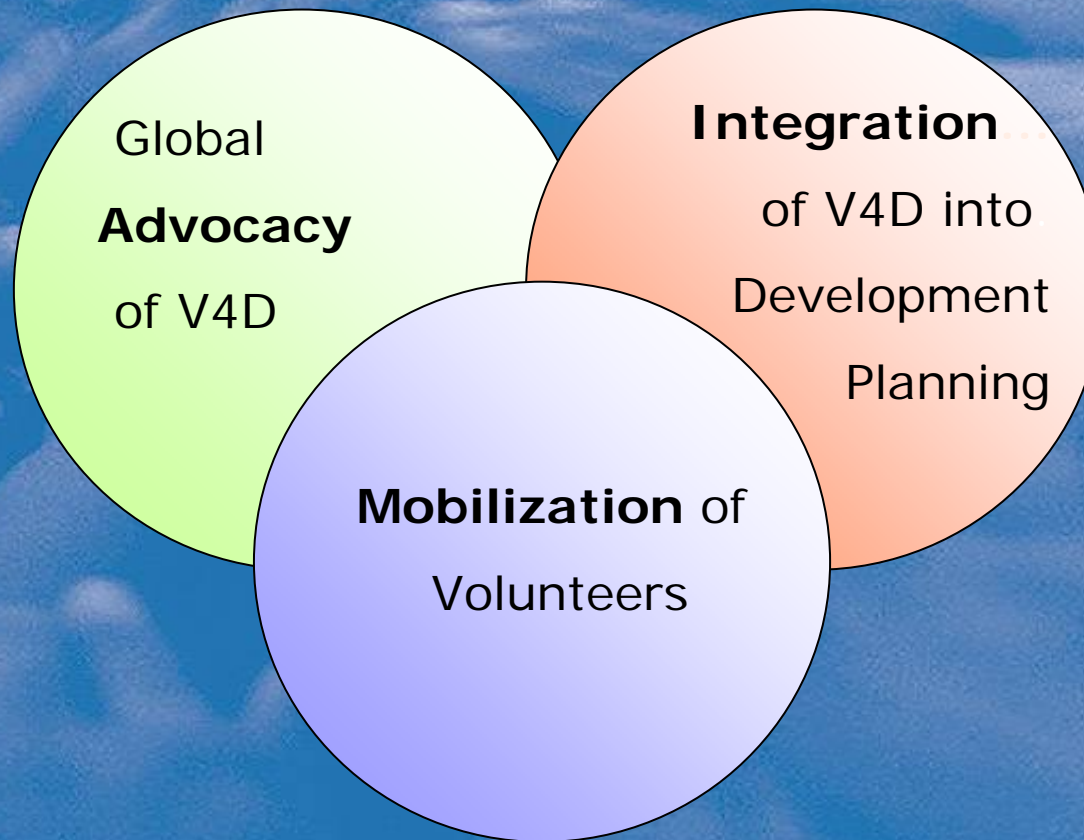 Global
Advocacy
of V4D
Integration...
of V4D into.
Development
Planning
Mobilization of
Volunteers